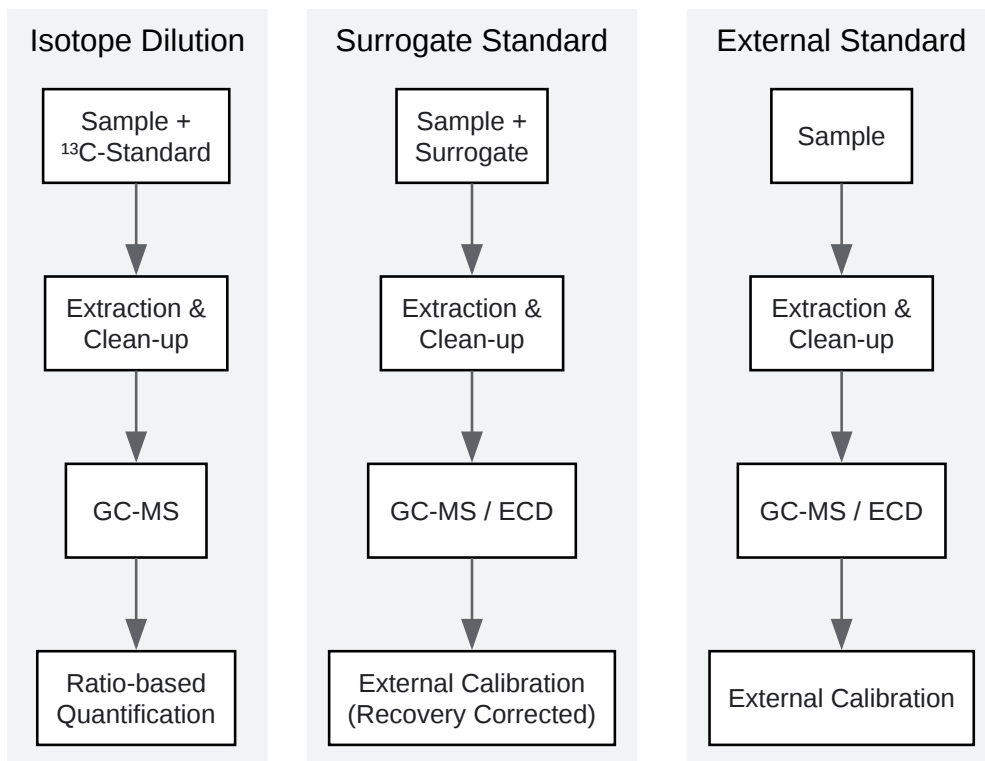 Isotope Dilution
Sample +
¹³C-Standard
Extraction &
Clean-up
GC-MS
Ratio-based
Quantification
Surrogate Standard
Sample +
Surrogate
Extraction &
Clean-up
GC-MS / ECD
External Calibration
(Recovery Corrected)
External Standard
Sample
Extraction &
Clean-up
GC-MS / ECD
External Calibration